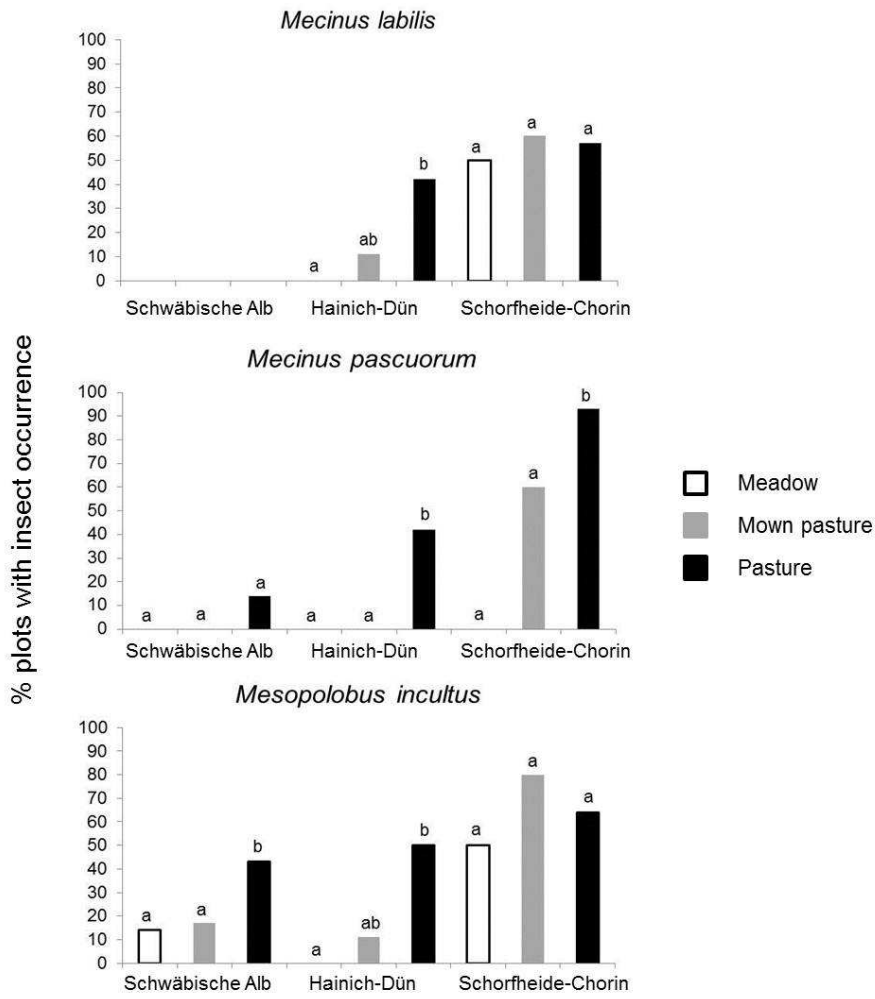 Mecinus labilis
100
90
80
70
60
50
40
30
20
10
0
a
ab
b
a
a
a
Schwäbische Alb Hainich-Dün Schorfheide-Chorin
% plots with insect occurrence
Mecinus pascuorum
100
90
80
70
60
50
40
30
20
10
0
a a a a a b a a b
Schwäbische Alb Hainich-Dün Schorfheide-Chorin
Meadow
Mown pasture
Pasture
Mesopolobus incultus
100
90
80
70
60
50
40
30
20
10
0
a a b a ab b a a a
Schwäbische Alb Hainich-Dün Schorfheide-Chorin